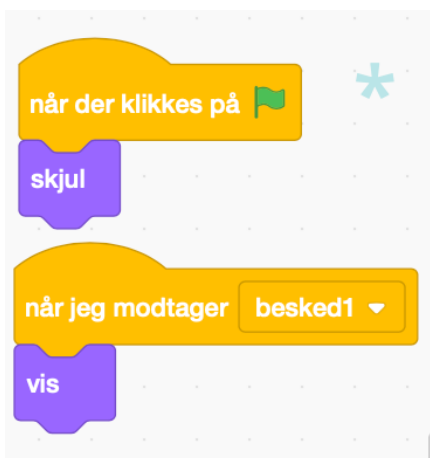 når der klikkes på
skjul
når jeg modtager besked1
vis